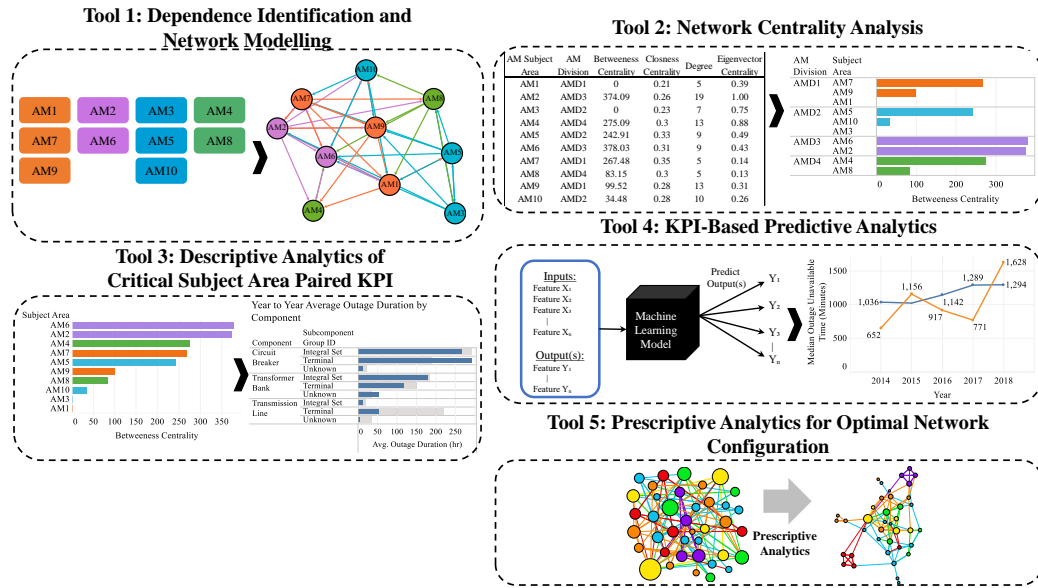 Tool 1: Dependence Identification and
Network Modelling
AM1 AM2 AM3 AM4
AM7 AM6 AM5 AM8
AM9 AM10
AM10
AM7
AM8
AM2
AM9
AM6
AM5
AM1
AM4
AM3
Tool 2: Network Centrality Analysis
AM Subject Area AM Division Betweeness Centrality Closness Centrality Degree Eigenvector Centrality
AM1 AMD1 0 0.21 5 0.39
AM2 AMD3 374.09 0.26 19 1.00
AM3 AMD2 0 0.23 7 0.75
AM4 AMD4 275.09 0.3 13 0.88
AM5 AMD2 242.91 0.33 9 0.49
AM6 AMD3 378.03 0.31 9 0.43
AM7 AMD1 267.48 0.35 5 0.14
AM8 AMD4 83.15 0.3 5 0.13
AM9 AMD1 99.52 0.28 13 0.31
AM10 AMD2 34.48 0.28 10 0.26
AM Division Subject Area
AMD1 AM7
AM9
AM1
AMD2 AM5
AM10
AM3
AMD3 AM6
AM2
AMD4 AM4
AM8
0 100 200 300
Betweeness Centrality
Tool 3: Descriptive Analytics of
Critical Subject Area Paired KPI
Subject Area
AM6
AM2
AM4
AM7
AM5
AM9
AM8
AM10
AM3
AM1
0 50 100 150 200 250 300 350
Betweeness Centrality
Year to Year Average Outage Duration by
Component
Component Subcomponent Group ID
Circuit Breaker Integral Set
Terminal
Unknown
Transformer Bank Integral Set
Terminal
Unknown
Transmission Line Integral Set
Terminal
Unknown
0 50 100 150 200 250
Avg. Outage Duration (hr)
Tool 4: KPI-Based Predictive Analytics
Inputs:
Feature X₁
Feature X₂
Feature X₃
|
Feature Xₙ
Output(s):
Feature Y₁
|
Feature Yₙ
Machine
Learning
Model
Predict
Output(s)
Y₁
Y₂
Y₃
|
Yₙ
Median Outage Unavailable
Time (Minutes)
1500
1000
500
0
1,036
652
1,156
917
1,142
1,289
771
1,628
1,294
2014 2015 2016 2017 2018
Year
Tool 5: Prescriptive Analytics for Optimal Network
Configuration
Prescriptive
Analytics